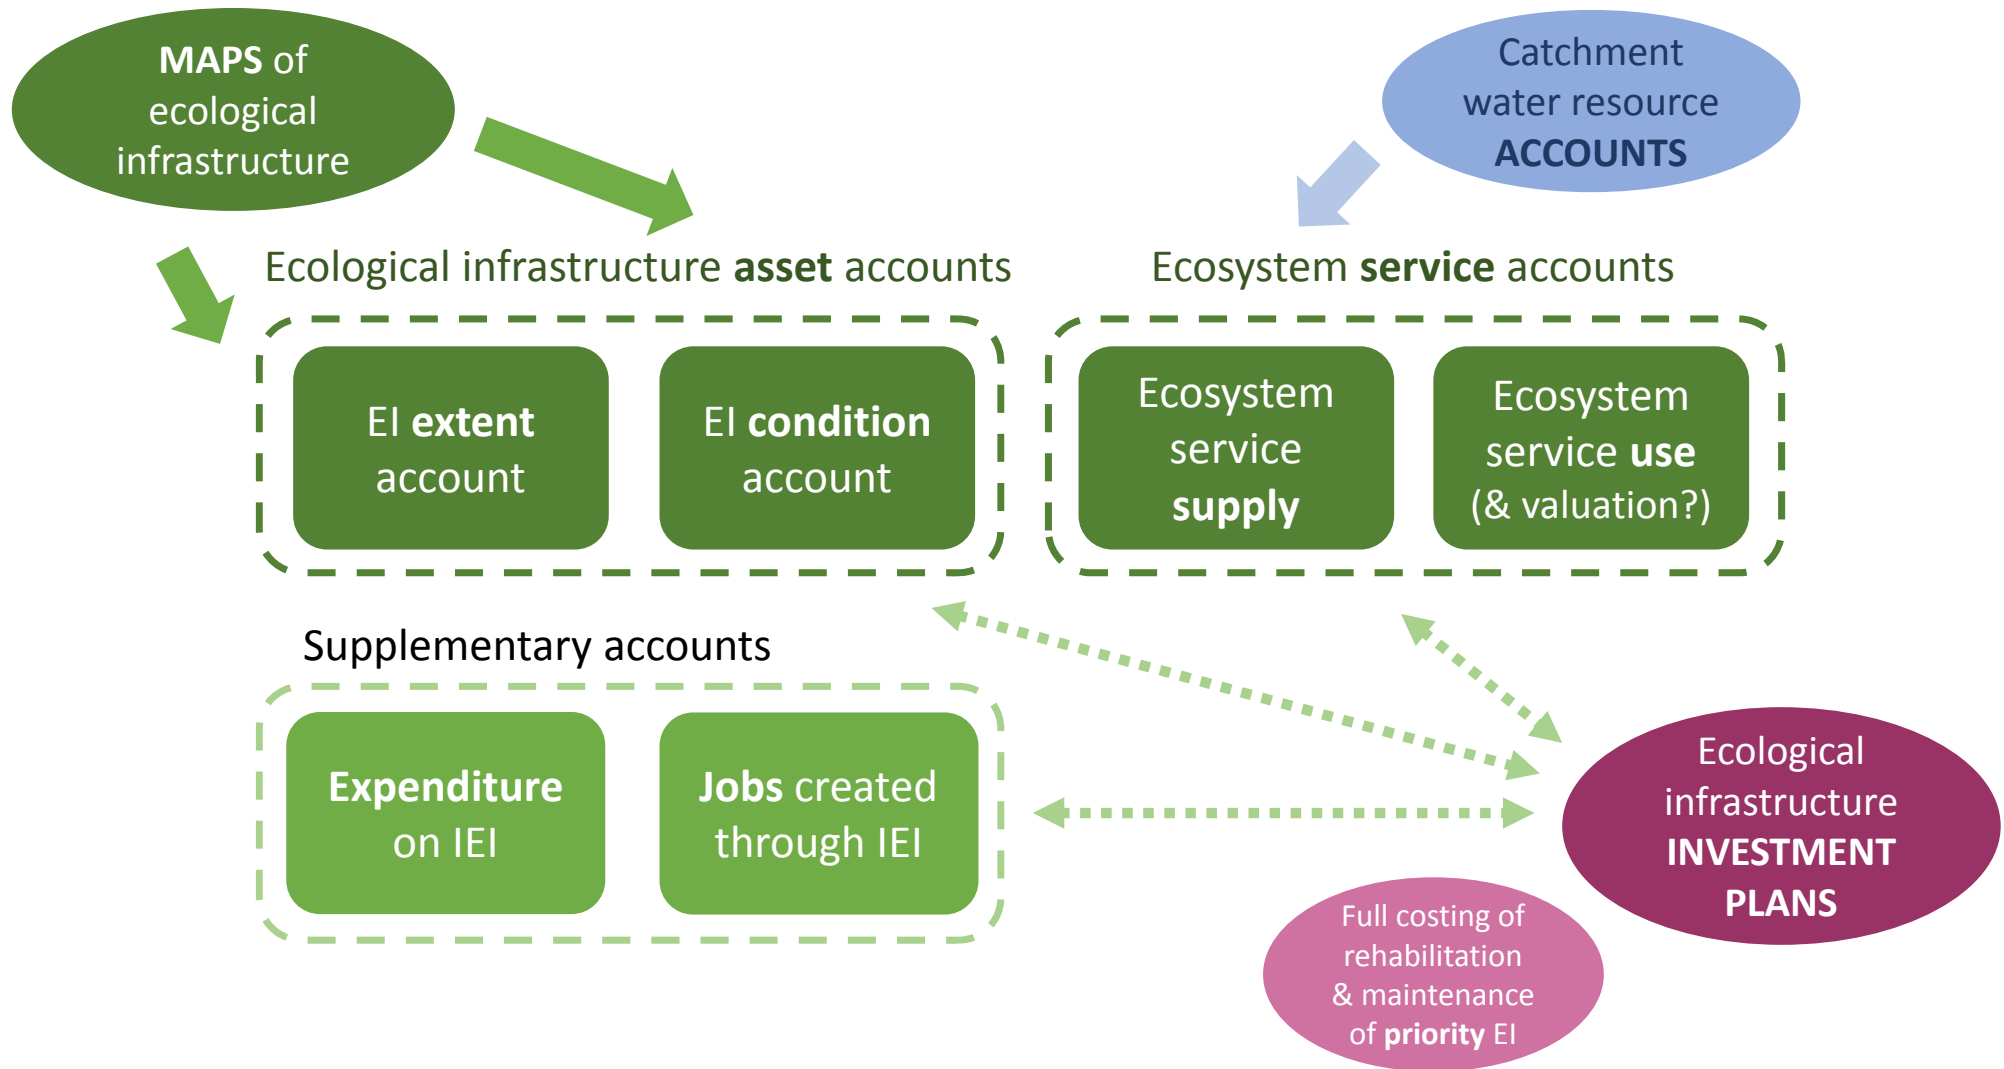 MAPS of
ecological
infrastructure
Catchment
water resource
ACCOUNTS
Ecological infrastructure asset accounts
Ecosystem service accounts
EI extent
account
EI condition
account
Ecosystem
service
supply
Ecosystem
service use
(& valuation?)
Supplementary accounts
Expenditure
on IEI
Jobs created
through IEI
Ecological
infrastructure
INVESTMENT
PLANS
Full costing of
rehabilitation
& maintenance
of priority EI